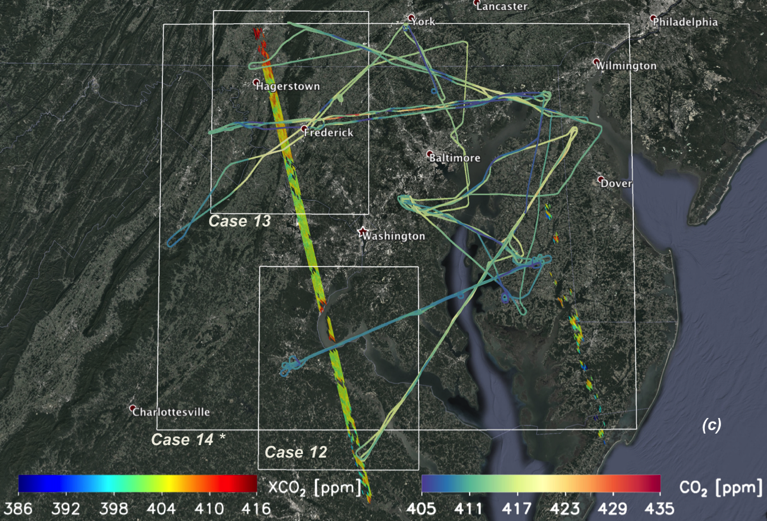 Lancaster
York
Philadelphia
Wilmington
Hagerstown
Frederick
Baltimore
Dover
Case 13
Washington
Charlottesville
(c)
Case 14 *
Case 12
XCO₂ [ppm]
CO₂ [ppm]
386 392 398 404 410 416
405 411 417 423 429 435